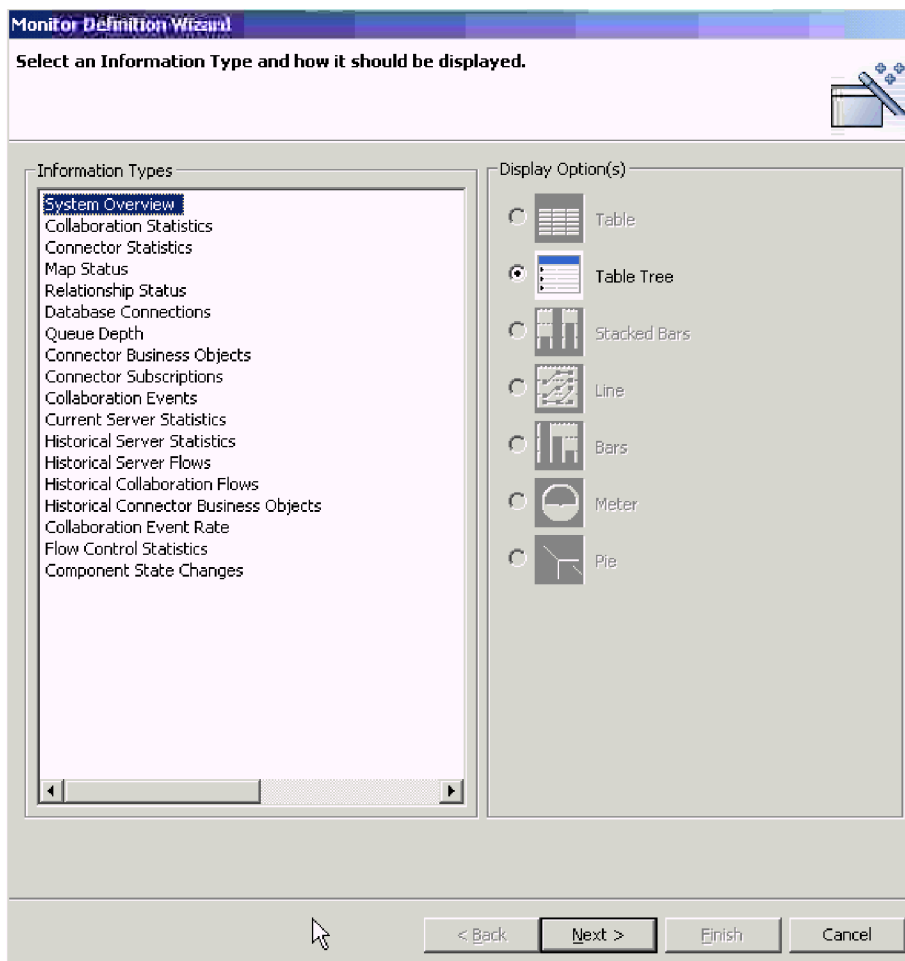 Monitor Definition Wizard
Select an Information Type and how it should be displayed.
Information Types
System Overview
Collaboration Statistics
Connector Statistics
Map Status
Relationship Status
Database Connections
Queue Depth
Connector Business Objects
Connector Subscriptions
Collaboration Events
Current Server Statistics
Historical Server Statistics
Historical Server Flows
Historical Collaboration Flows
Historical Connector Business Objects
Collaboration Event Rate
Flow Control Statistics
Component State Changes
Display Option(s)
Table
Table Tree
Stacked Bars
Line
Bars
Meter
Pie
< Back
Next >
Finish
Cancel